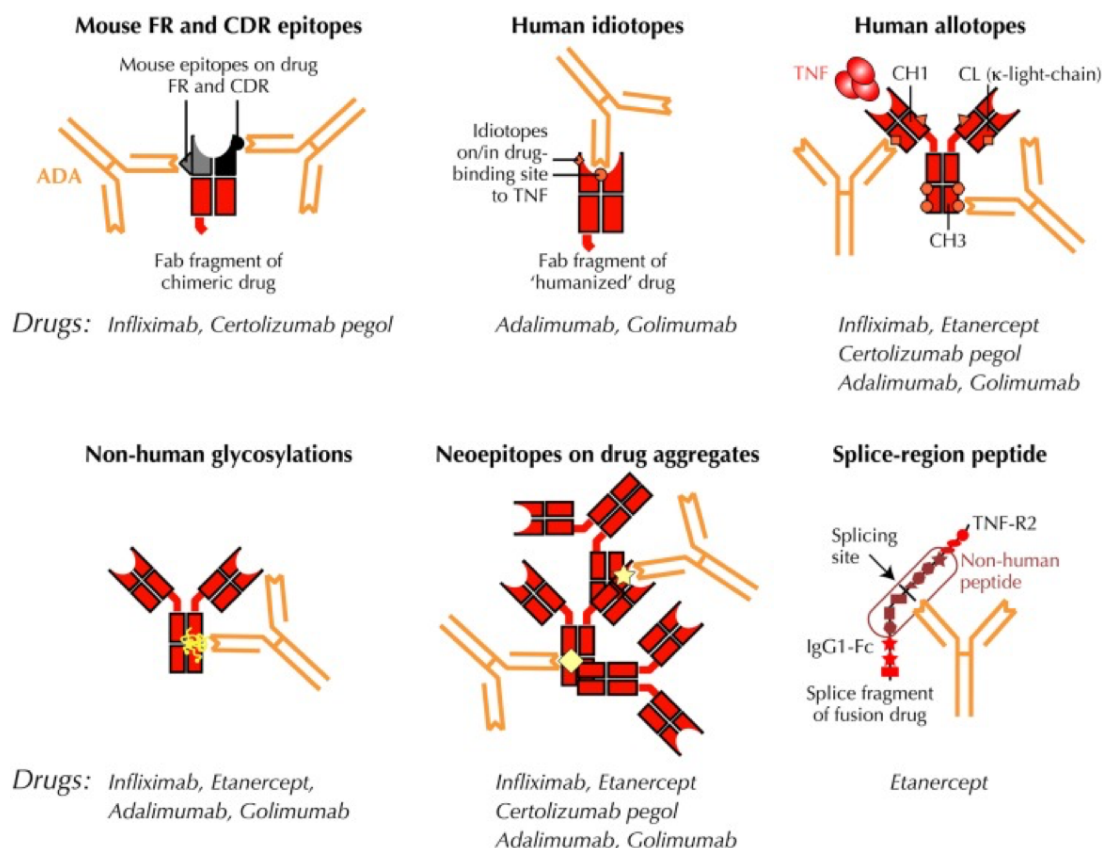 Mouse FR and CDR epitopes
Mouse epitopes on drug
FR and CDR
ADA
Fab fragment of
chimeric drug
Human idiotopes
Idiotopes
on/in drug-
binding site
to TNF
Fab fragment of
'humanized' drug
Human allotopes
TNF
CH1
CL (κ-light-chain)
CH3
Drugs: Infliximab, Certolizumab pegol
Adalimumab, Golimumab
Infliximab, Etanercept
Certolizumab pegol
Adalimumab, Golimumab
Non-human glycosylations
Neoepitopes on drug aggregates
Splice-region peptide
Splicing
site
TNF-R2
Non-human
peptide
IgG1-Fc
Splice fragment
of fusion drug
Drugs: Infliximab, Etanercept,
Adalimumab, Golimumab
Infliximab, Etanercept
Certolizumab pegol
Adalimumab, Golimumab
Etanercept